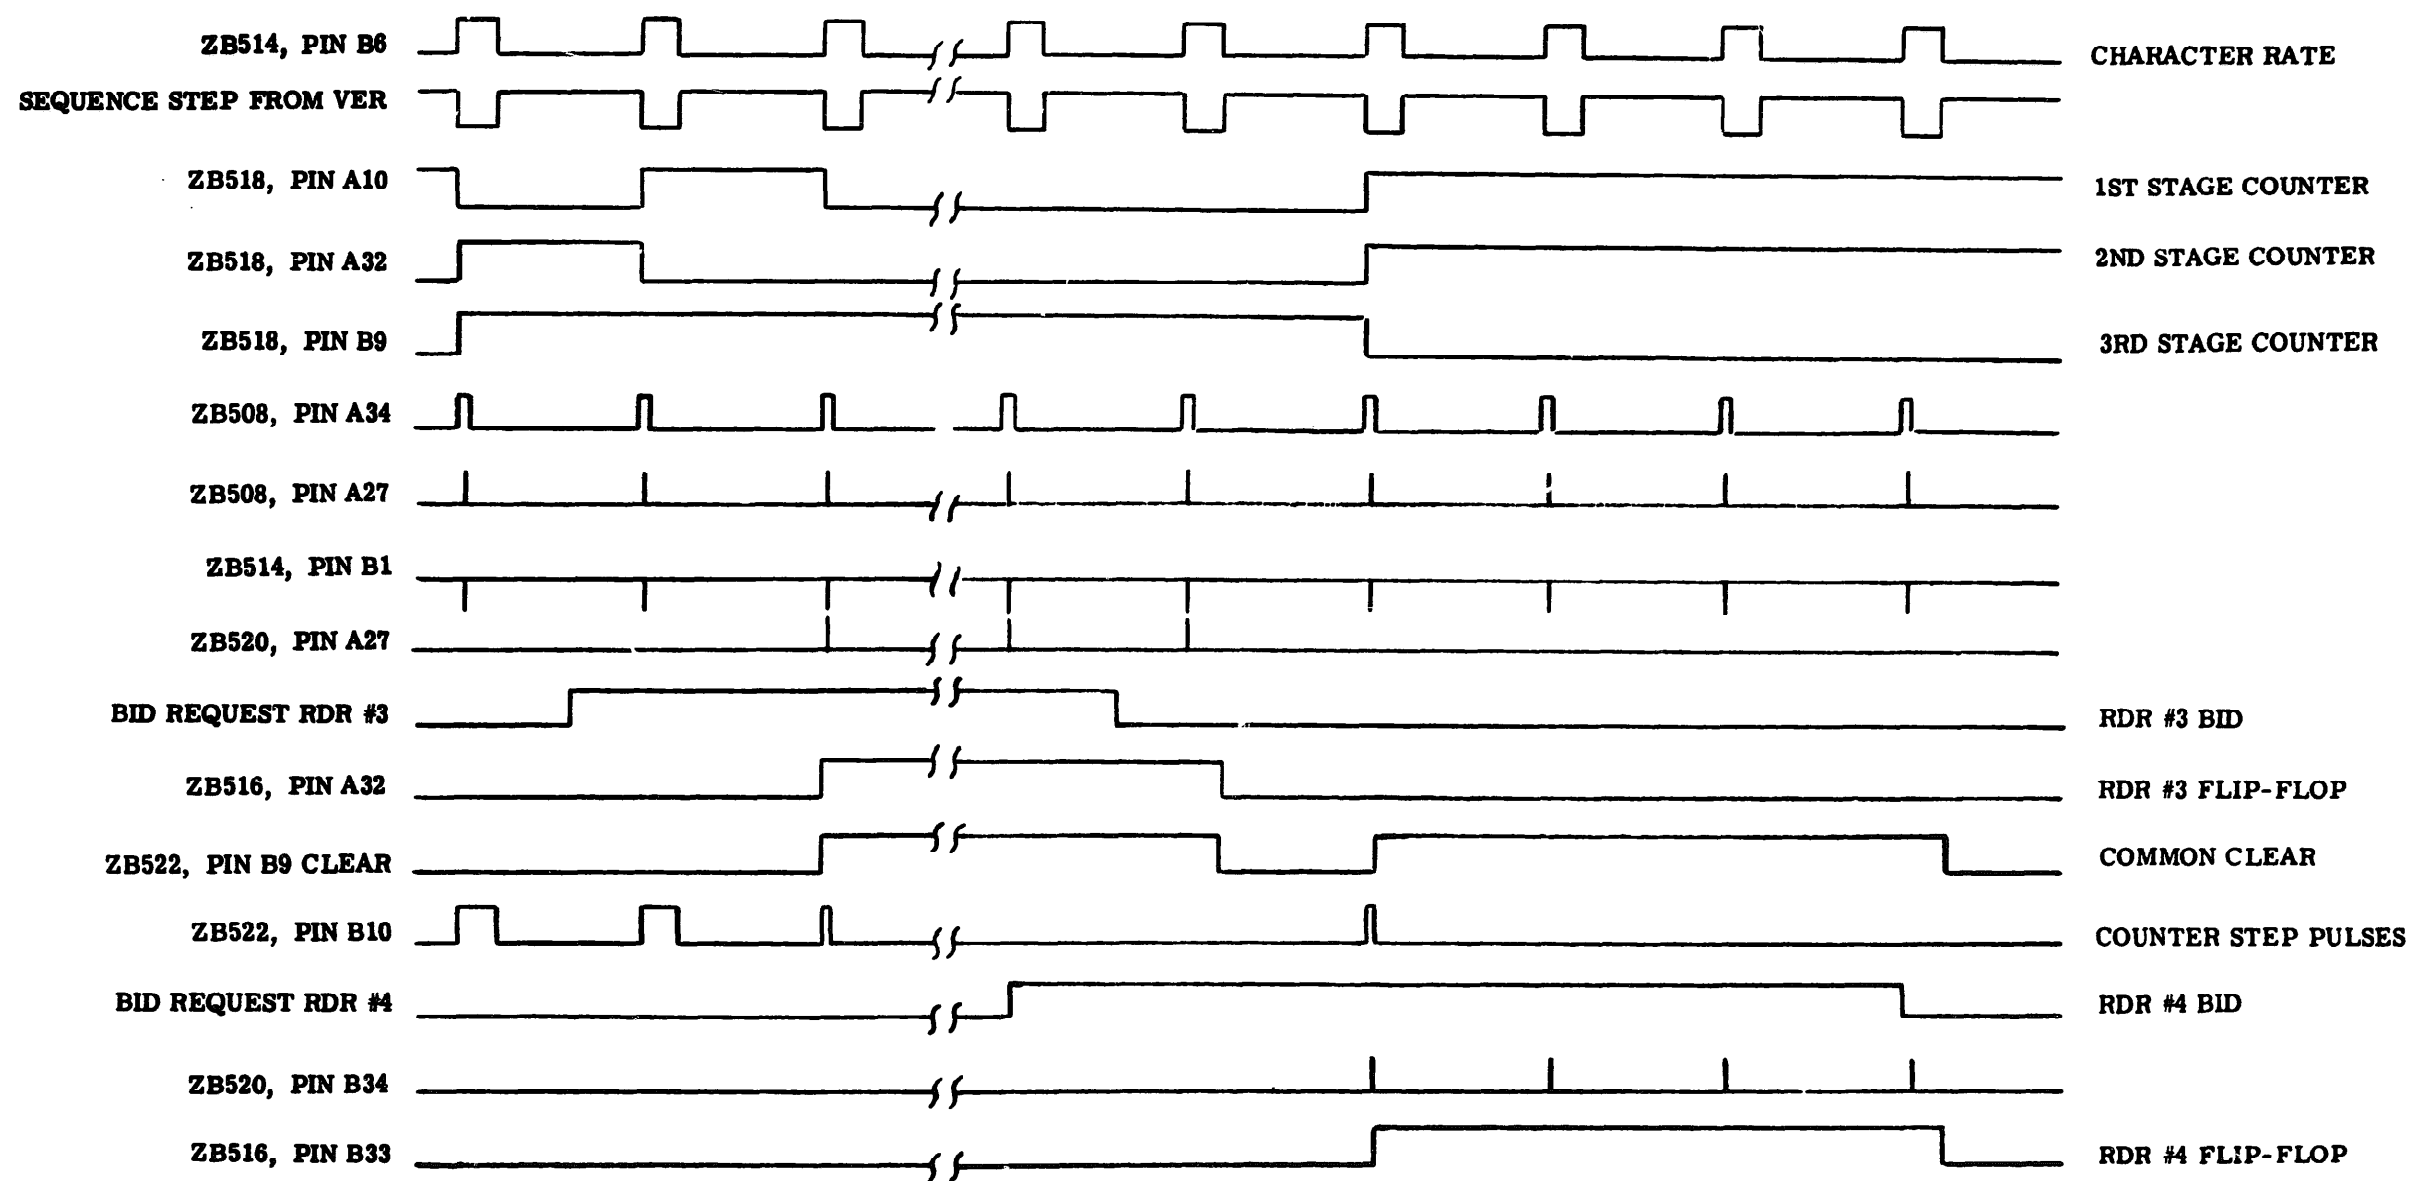 ZB514, PIN B6
CHARACTER RATE
SEQUENCE STEP FROM VER
ZB518, PIN A10
1ST STAGE COUNTER
ZB518, PIN A32
2ND STAGE COUNTER
ZB518, PIN B9
3RD STAGE COUNTER
ZB508, PIN A34
ZB508, PIN A27
ZB514, PIN B1
ZB520, PIN A27
BID REQUEST RDR #3
RDR #3 BID
ZB516, PIN A32
RDR #3 FLIP-FLOP
ZB522, PIN B9 CLEAR
COMMON CLEAR
ZB522, PIN B10
COUNTER STEP PULSES
BID REQUEST RDR #4
RDR #4 BID
ZB520, PIN B34
ZB516, PIN B33
RDR #4 FLIP-FLOP